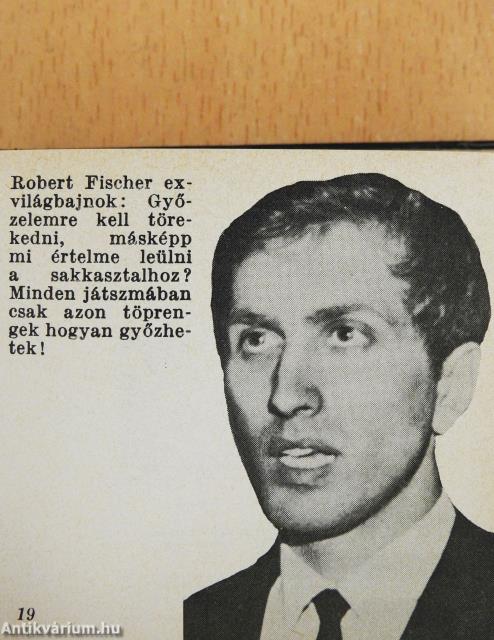 Robert Fischer ex-
világbajnok: Győ-
zelemre kell töre-
kedni, másképp
mi értelme leülni
a sakkasztalhoz?
Minden játszmában
csak azon töpren-
gek hogyan győzhe-
tek!
19
Antikvárium.hu